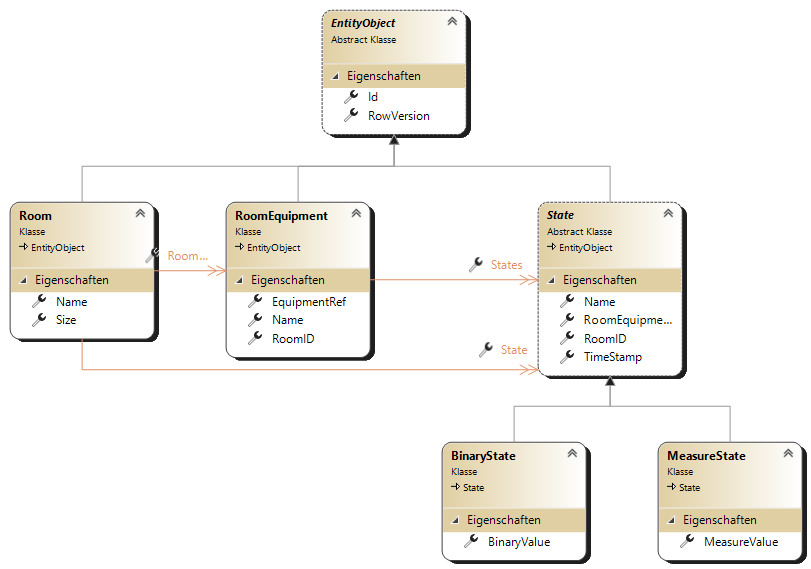 EntityObject
Abstract Klasse
Eigenschaften
Id
RowVersion
Room
Klasse
EntityObject
Eigenschaften
Name
Size
Room...
RoomEquipment
Klasse
EntityObject
Eigenschaften
EquipmentRef
Name
RoomID
States
State
State
Abstract Klasse
EntityObject
Eigenschaften
Name
RoomEquipme...
RoomID
TimeStamp
BinaryState
Klasse
State
Eigenschaften
BinaryValue
MeasureState
Klasse
State
Eigenschaften
MeasureValue